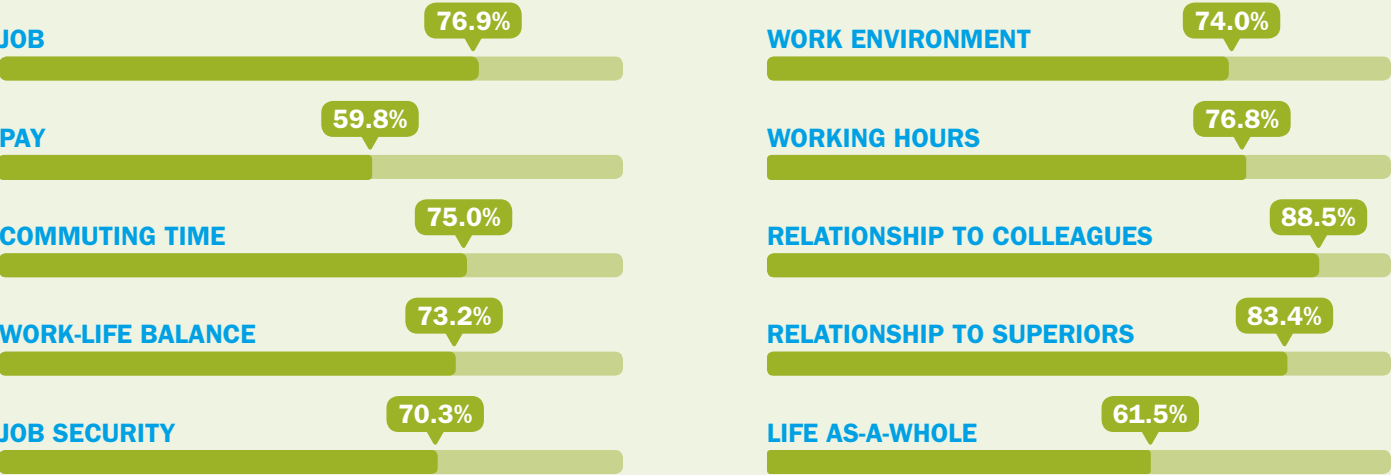 JOB
76.9%
PAY
59.8%
COMMUTING TIME
75.0%
WORK-LIFE BALANCE
73.2%
JOB SECURITY
70.3%
WORK ENVIRONMENT
74.0%
WORKING HOURS
76.8%
RELATIONSHIP TO COLLEAGUES
88.5%
RELATIONSHIP TO SUPERIORS
83.4%
LIFE AS-A-WHOLE
61.5%